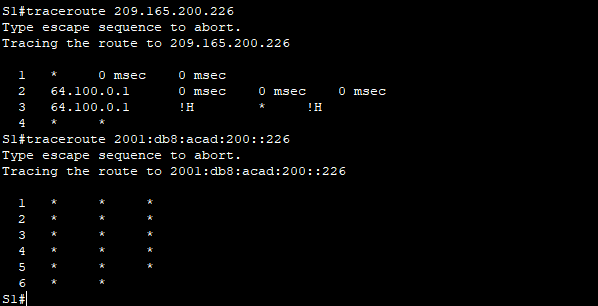 S1#traceroute 209.165.200.226
Type escape sequence to abort.
Tracing the route to 209.165.200.226
1 * 0 msec 0 msec
2 64.100.0.1 0 msec 0 msec 0 msec
3 64.100.0.1 !H * !H
4 * *
S1#traceroute 2001:db8:acad:200::226
Type escape sequence to abort.
Tracing the route to 2001:db8:acad:200::226
1 * * *
2 * * *
3 * * *
4 * * *
5 * * *
6 * *
S1#